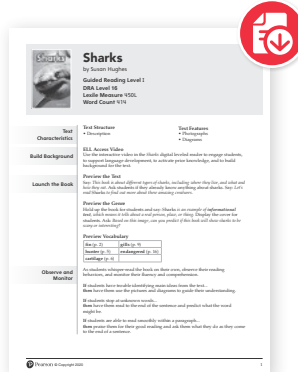 Sharks
Sharks
by Susan Hughes
Guided Reading Level I
DRA Level 16
Lexile Measure 450L
Word Count 414
Text
Characteristics
Text Structure
• Description
Text Features
• Photographs
• Diagrams
Build Background
ELL Access Video
Use the interactive video in the Sharks digital leveled reader to engage students,
to support language development, to activate prior knowledge, and to build
background for the text.
Launch the Book
Preview the Text
Say: This book is about different types of sharks, including where they live, and what and
how they eat. Ask students if they already know anything about sharks. Say: Let's
read Sharks to find out more about these amazing creatures.
Preview the Genre
Hold up the book for students and say: Sharks is an example of informational
text, which means it tells about a real person, place, or thing. Display the cover for
students. Ask: Based on this image, can you predict if this book will show sharks to be
scary or interesting?
Preview Vocabulary
fin (p. 2)
gills (p. 9)
hunter (p. 5)
endangered (p. 16)
cartilage (p. 6)
Observe and
Monitor
As students whisper-read the book on their own, observe their reading
behaviors, and monitor their fluency and comprehension.
If students have trouble identifying main ideas from the text...
then have them use the pictures and diagrams to guide their understanding.
If students stop at unknown words...
then have them read to the end of the sentence and predict what the word
might be.
If students are able to read smoothly within a paragraph...
then praise them for their good reading and ask them what they do as they come
to the end of a sentence.
Pearson © Copyright 2020
1